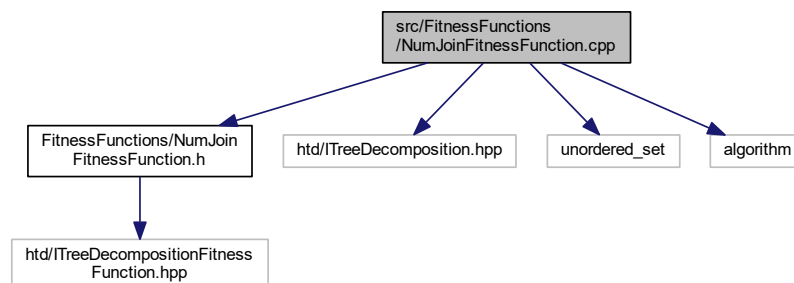 src/FitnessFunctions
/NumJoinFitnessFunction.cpp
FitnessFunctions/NumJoin
FitnessFunction.h
htd/ITreeDecomposition.hpp
unordered_set
algorithm
htd/ITreeDecompositionFitness
Function.hpp